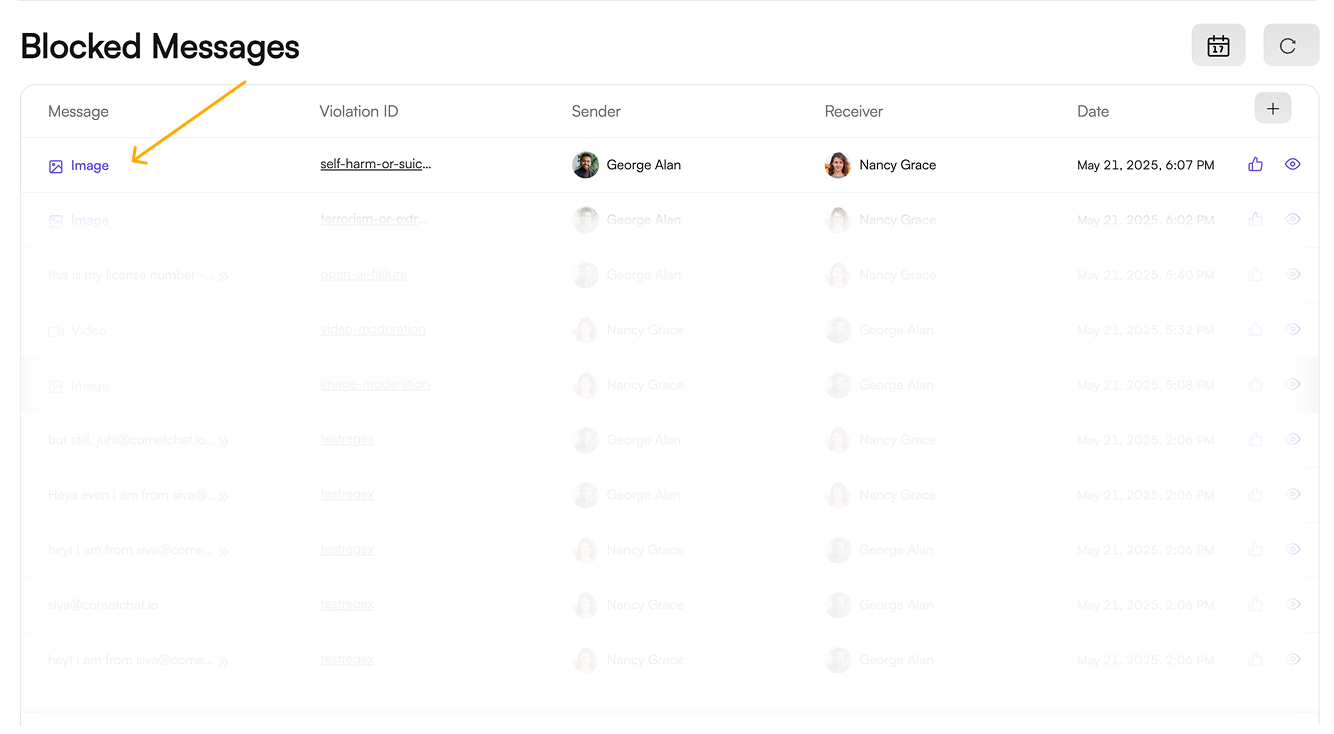 Blocked Messages
17
Message Violation ID Sender Receiver Date
Image self-harm-or-suic... George Alan Nancy Grace May 21, 2025, 6:07 PM
Image terrorism-or-extr... George Alan Nancy Grace May 21, 2025, 6:02 PM
this is my license number -... open-ai-failure George Alan Nancy Grace May 21, 2025, 5:40 PM
Video video-moderation Nancy Grace George Alan May 21, 2025, 5:32 PM
Image image-moderation Nancy Grace George Alan May 21, 2025, 5:08 PM
but still, juhi@cometchat.io... testregex George Alan Nancy Grace May 21, 2025, 2:06 PM
Heya even i am from siva@... testregex George Alan Nancy Grace May 21, 2025, 2:06 PM
heyt i am from siva@come... testregex Nancy Grace George Alan May 21, 2025, 2:06 PM
siva@cometchat.io testregex Nancy Grace George Alan May 21, 2025, 2:06 PM
heyt i am from siva@come... testregex Nancy Grace George Alan May 21, 2025, 2:06 PM